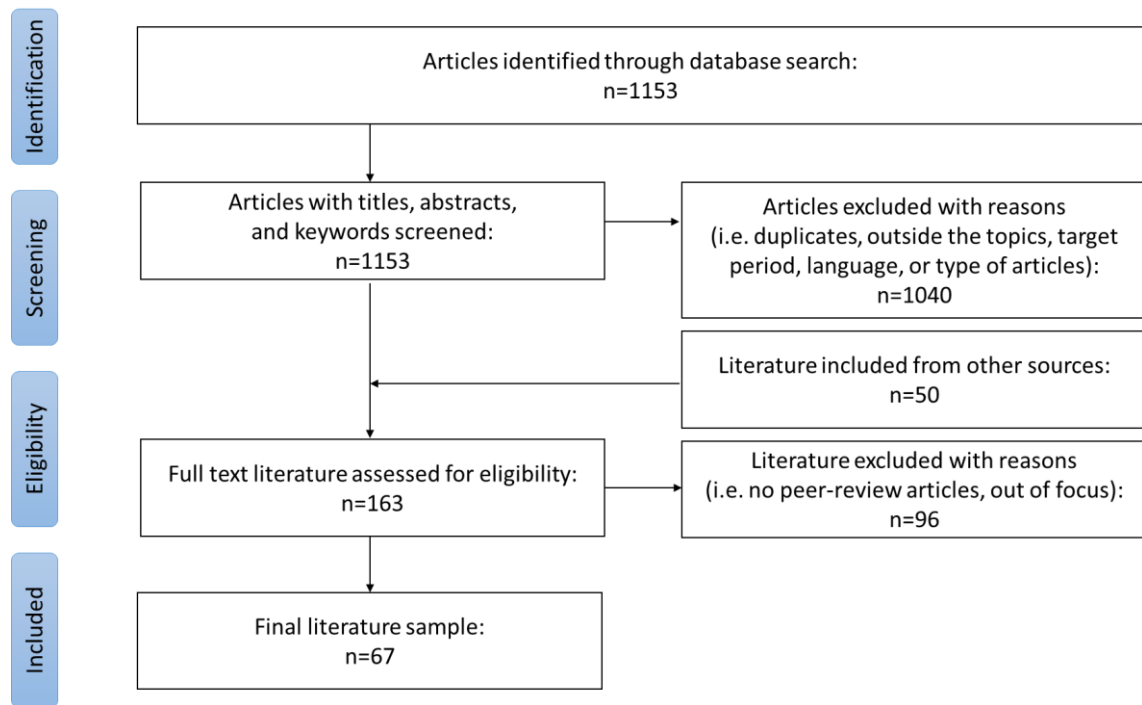 Identification
Articles identified through database search:
n=1153
Screening
Articles with titles, abstracts,
and keywords screened:
n=1153
Articles excluded with reasons
(i.e. duplicates, outside the topics, target
period, language, or type of articles):
n=1040
Literature included from other sources:
n=50
Eligibility
Full text literature assessed for eligibility:
n=163
Literature excluded with reasons
(i.e. no peer-review articles, out of focus):
n=96
Included
Final literature sample:
n=67